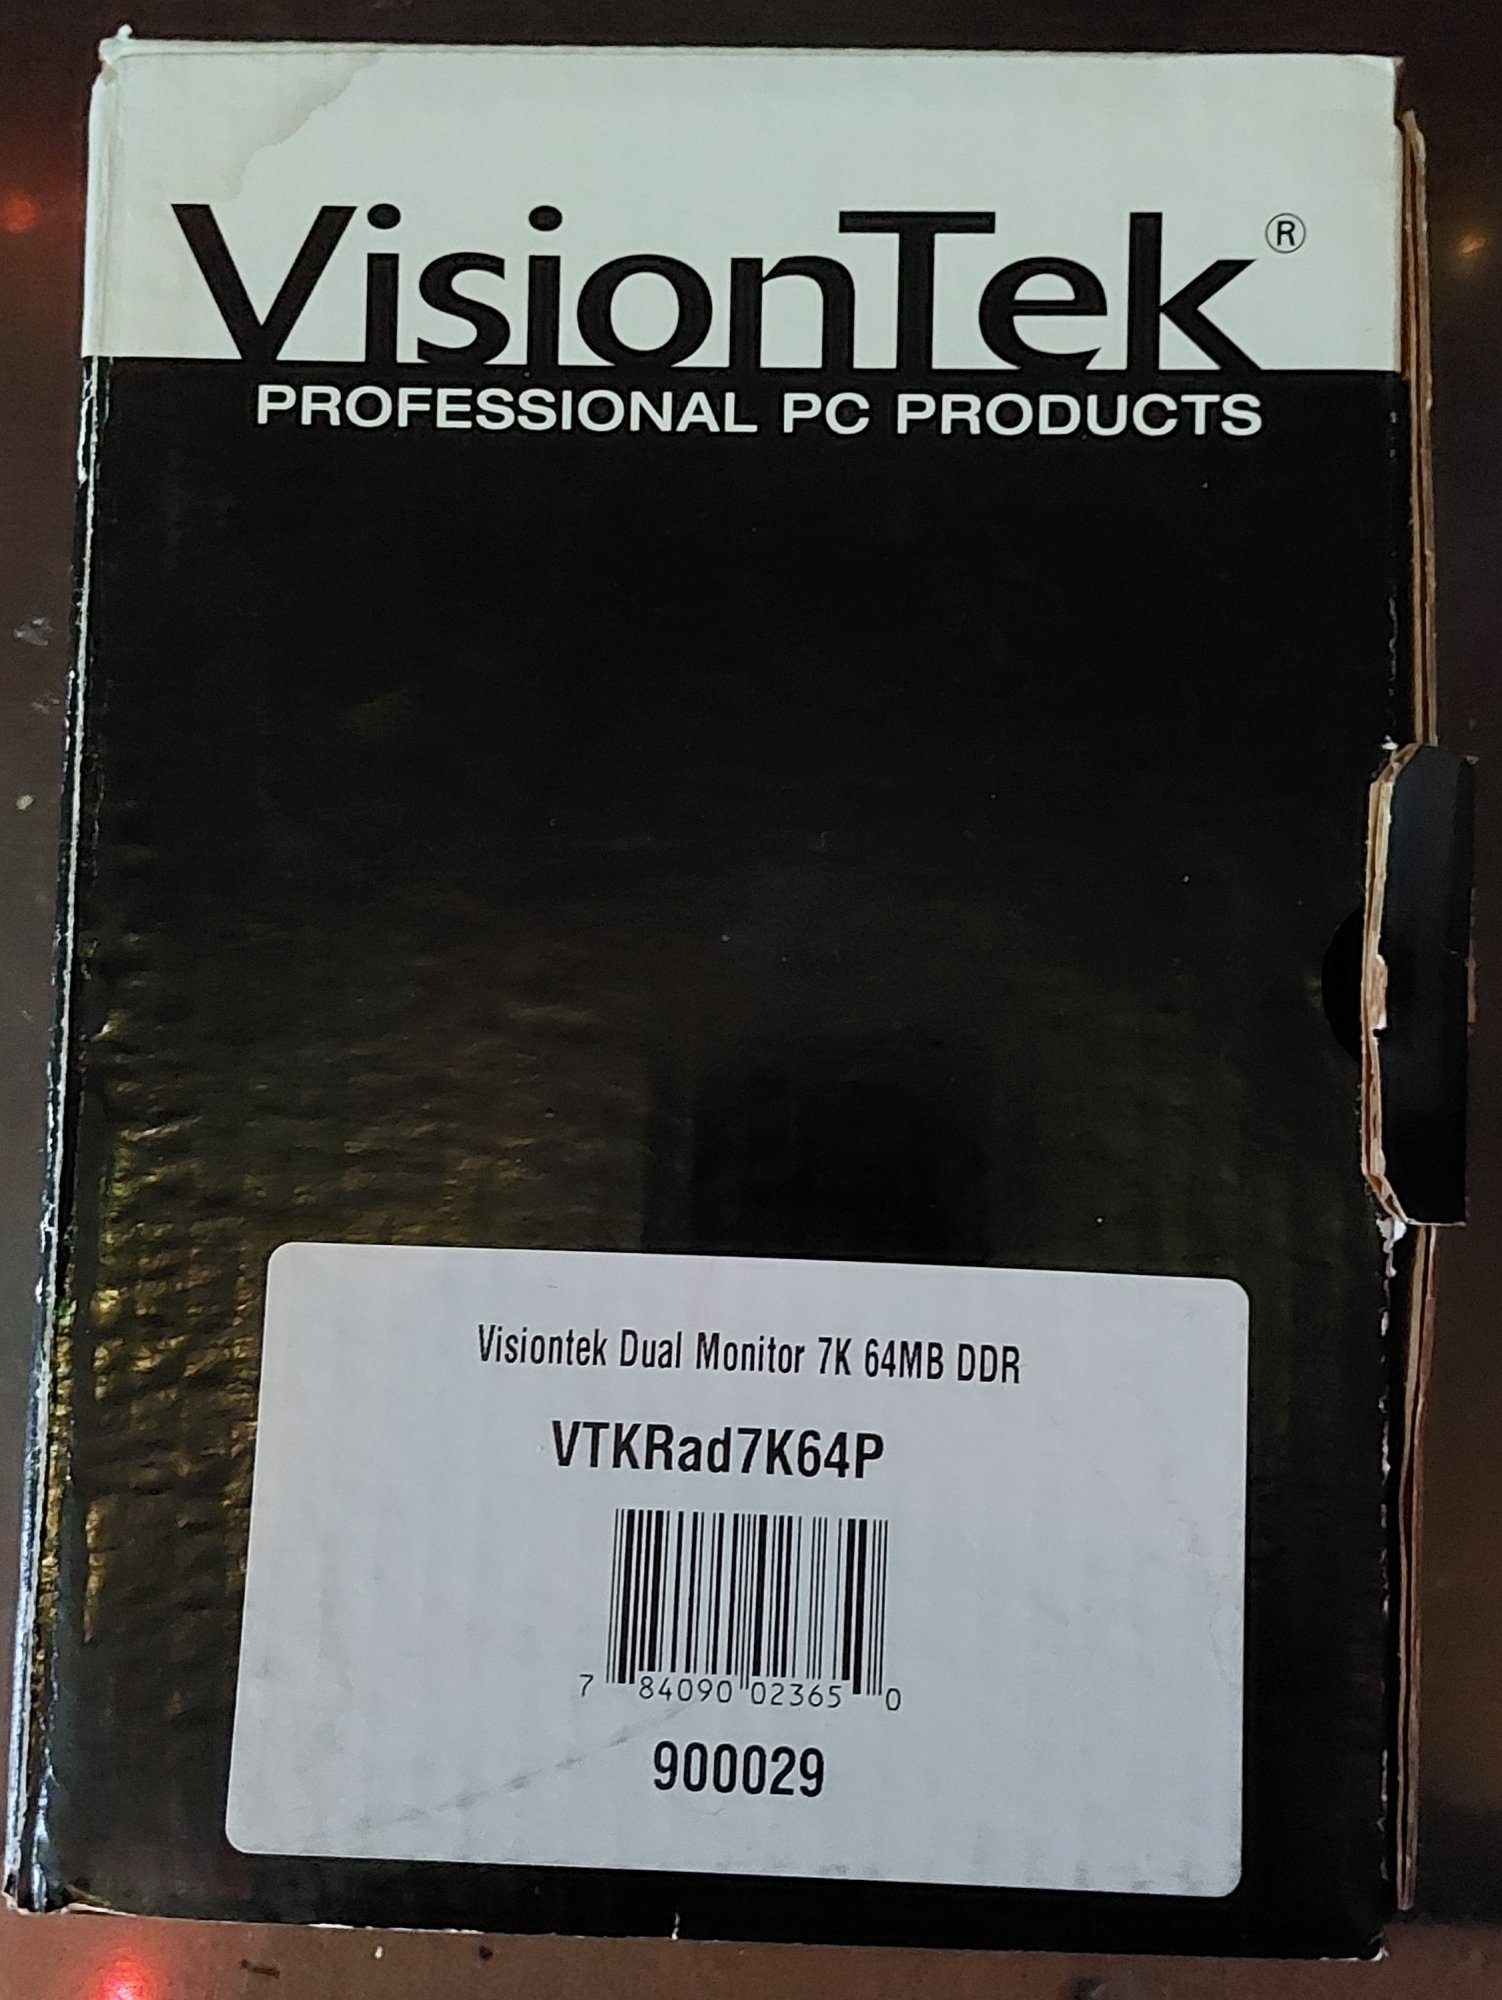 VisionTek®
PROFESSIONAL PC PRODUCTS
Visiontek Dual Monitor 7K 64MB DDR
VTKRad7K64P
7 84090 02365 0
900029